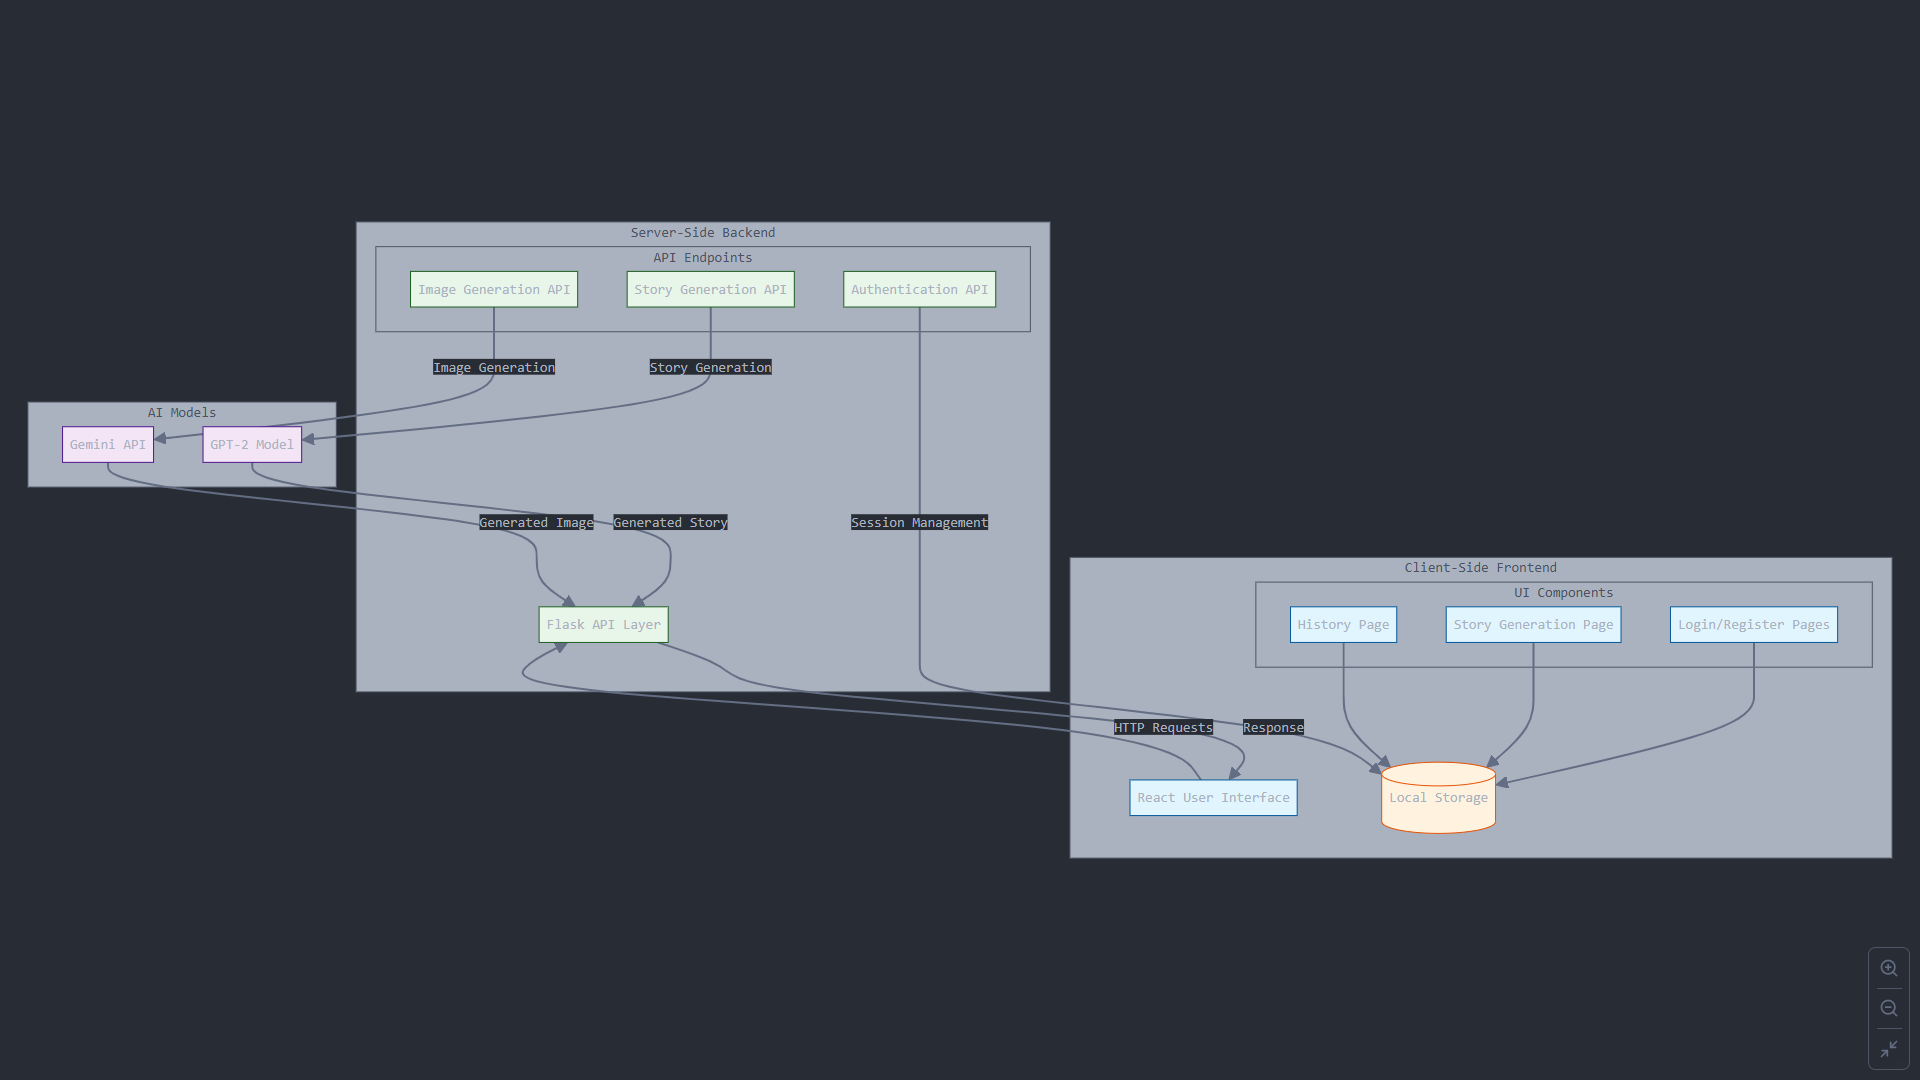 Server-Side Backend
API Endpoints
Image Generation API
Story Generation API
Authentication API
Image Generation
Story Generation
AI Models
Gemini API
GPT-2 Model
Generated Image
Generated Story
Session Management
Flask API Layer
Client-Side Frontend
UI Components
History Page
Story Generation Page
Login/Register Pages
HTTP Requests
Response
React User Interface
Local Storage